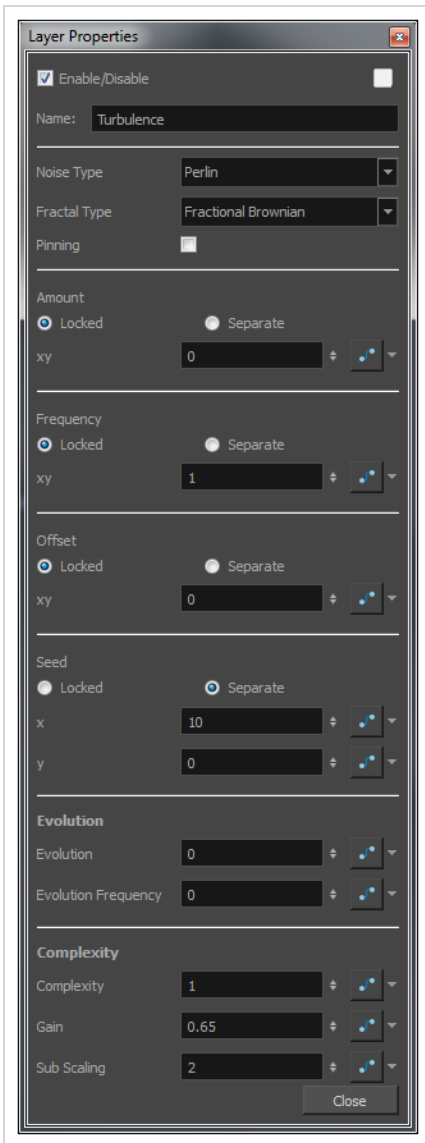 Layer Properties
Enable/Disable
Name: Turbulence
Noise Type Perlin
Fractal Type Fractional Brownian
Pinning
Amount
Locked Separate
xy 0
Frequency
Locked Separate
xy 1
Offset
Locked Separate
xy 0
Seed
Locked Separate
x 10
y 0
Evolution
Evolution 0
Evolution Frequency 0
Complexity
Complexity 1
Gain 0.65
Sub Scaling 2
Close